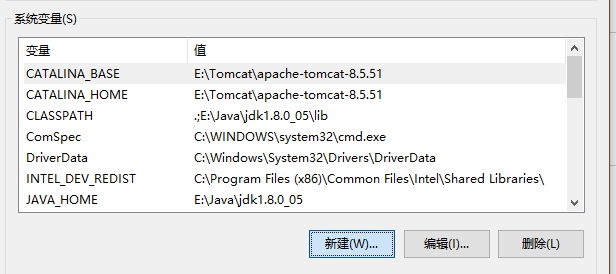 系统变量(S)
变量 值
CATALINA_BASE E:\Tomcat\apache-tomcat-8.5.51
CATALINA_HOME E:\Tomcat\apache-tomcat-8.5.51
CLASSPATH .;E:\Java\jdk1.8.0_05\lib
ComSpec C:\WINDOWS\system32\cmd.exe
DriverData C:\Windows\System32\Drivers\DriverData
INTEL_DEV_REDIST C:\Program Files (x86)\Common Files\Intel\Shared Libraries\
JAVA_HOME E:\Java\jdk1.8.0_05
新建(W)... 编辑(I)... 删除(L)